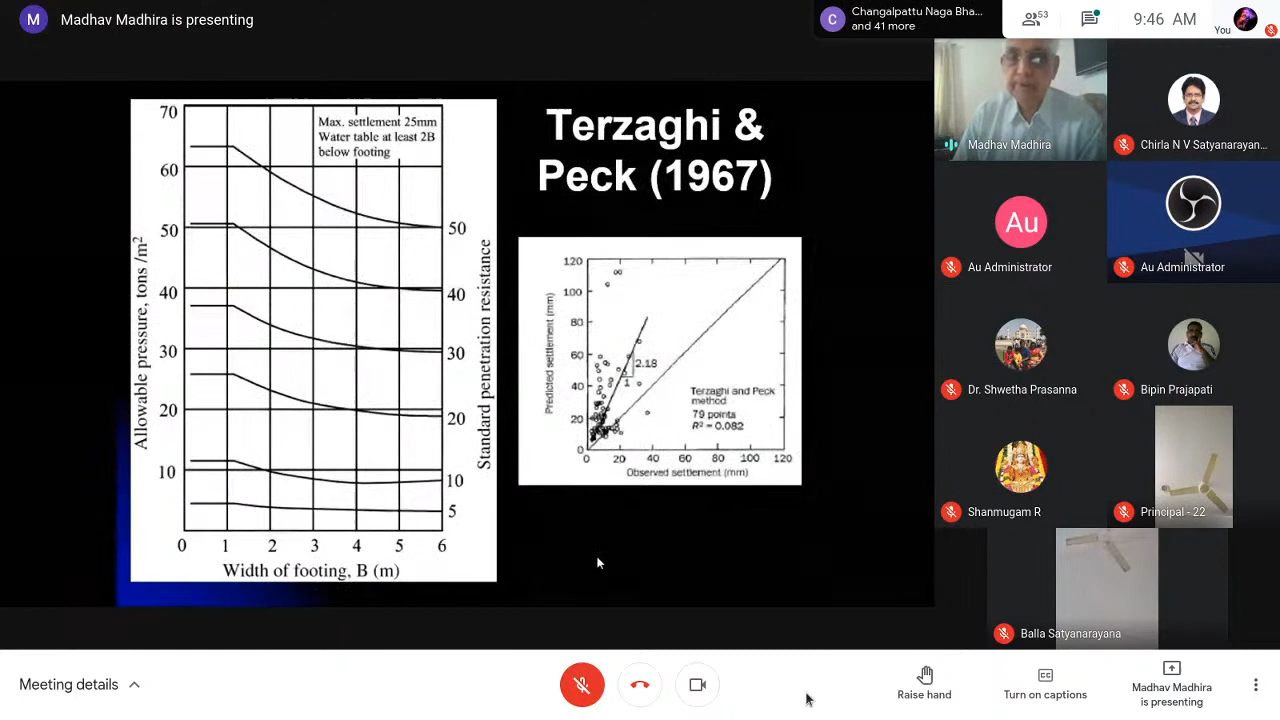 M Madhav Madhira is presenting
C Changalpattu Naga Bha...
and 41 more
53
9:46 AM
You
Terzaghi &
Peck (1967)
Max. settlement 25mm
Water table at least 2B
below footing
Allowable pressure, tons /m²
70
60
50
40
30
20
10
Standard penetration resistance
50
40
30
20
10
5
0 1 2 3 4 5 6
Width of footing, B (m)
Predicted settlement (mm)
120
100
80
60
40
20
0
2.18
1
Terzaghi and Peck
method
79 points
R² = 0.082
0 20 40 60 80 100 120
Observed settlement (mm)
Madhav Madhira
Chirla N V Satyanarayan...
Au
Au Administrator
Au Administrator
Dr. Shwetha Prasanna
Bipin Prajapati
Shanmugam R
Principal - 22
Balla Satyanarayana
Meeting details
Raise hand
Turn on captions
Madhav Madhira
is presenting